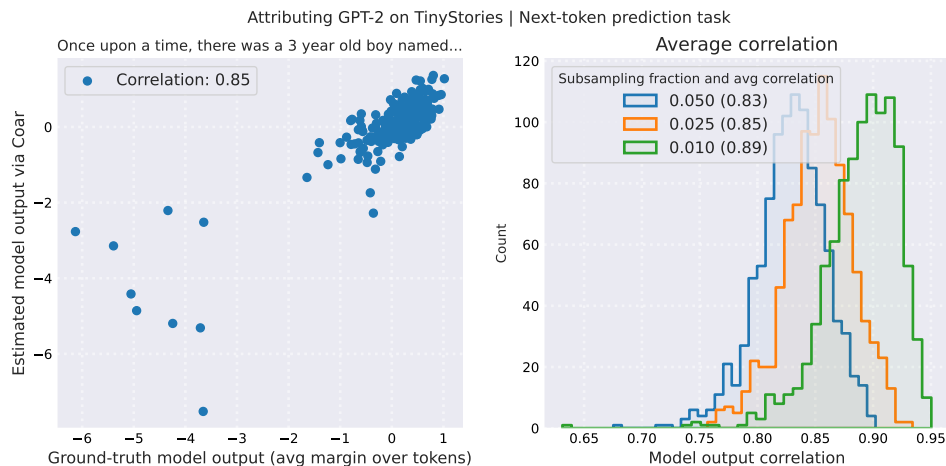 Attributing GPT-2 on TinyStories | Next-token prediction task
Once upon a time, there was a 3 year old boy named...
Correlation: 0.85
Estimated model output via Coar
0
−2
−4
−6
−6 −5 −4 −3 −2 −1 0 1
Ground-truth model output (avg margin over tokens)
Average correlation
Subsampling fraction and avg correlation
0.050 (0.83)
0.025 (0.85)
0.010 (0.89)
Count
120
100
80
60
40
20
0
0.65 0.70 0.75 0.80 0.85 0.90 0.95
Model output correlation